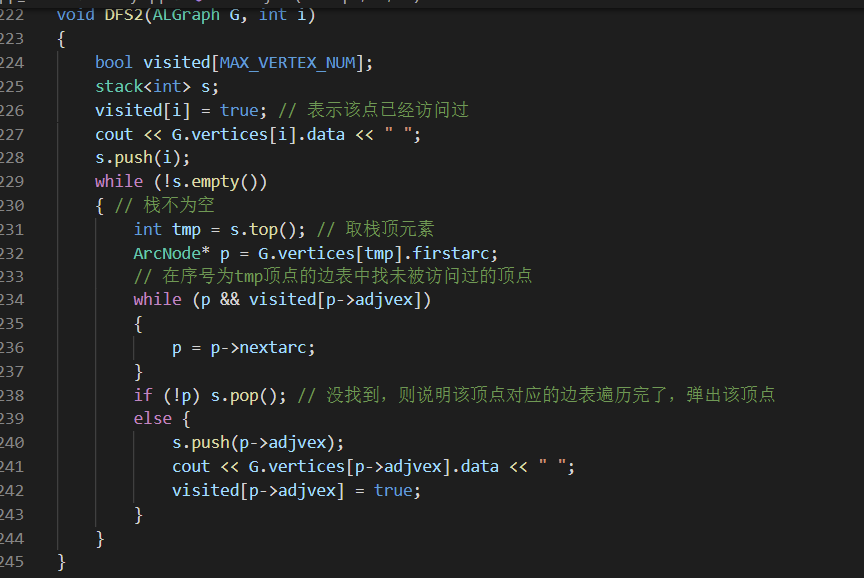 222 void DFS2(ALGraph G, int i)
223 {
224 bool visited[MAX_VERTEX_NUM];
225 stack<int> s;
226 visited[i] = true; // 表示该点已经访问过
227 cout << G.vertices[i].data << " ";
228 s.push(i);
229 while (!s.empty())
230 { // 栈不为空
231 int tmp = s.top(); // 取栈顶元素
232 ArcNode* p = G.vertices[tmp].firstarc;
233 // 在序号为tmp顶点的边表中找未被访问过的顶点
234 while (p && visited[p->adjvex])
235 {
236 p = p->nextarc;
237 }
238 if (!p) s.pop(); // 没找到，则说明该顶点对应的边表遍历完了，弹出该顶点
239 else {
240 s.push(p->adjvex);
241 cout << G.vertices[p->adjvex].data << " ";
242 visited[p->adjvex] = true;
243 }
244 }
245 }